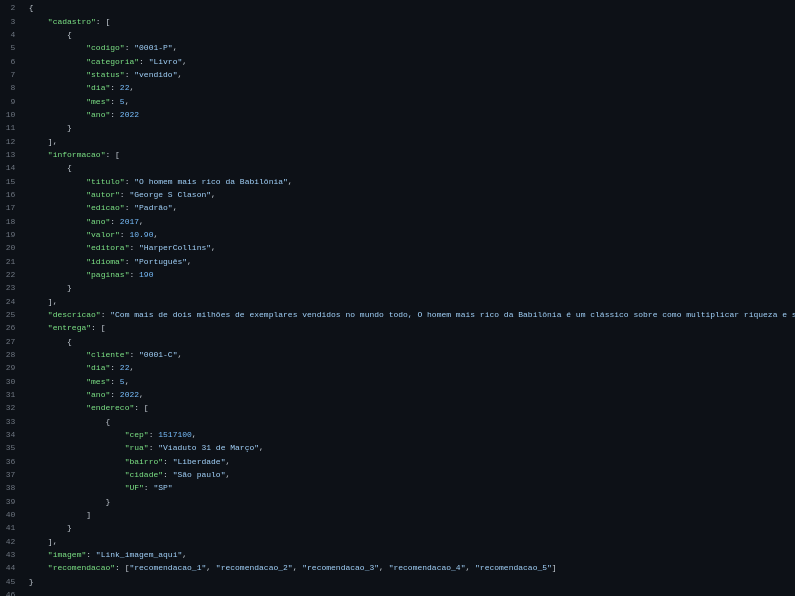 2 {
3 "cadastro": [
4 {
5 "codigo": "0001-P",
6 "categoria": "Livro",
7 "status": "vendido",
8 "dia": 22,
9 "mes": 5,
10 "ano": 2022
11 }
12 ],
13 "informacao": [
14 {
15 "titulo": "O homem mais rico da Babilônia",
16 "autor": "George S Clason",
17 "edicao": "Padrão",
18 "ano": 2017,
19 "valor": 10.90,
20 "editora": "HarperCollins",
21 "idioma": "Português",
22 "paginas": 190
23 }
24 ],
25 "descricao": "Com mais de dois milhões de exemplares vendidos no mundo todo, O homem mais rico da Babilônia é um clássico sobre como multiplicar riqueza e s
26 "entrega": [
27 {
28 "cliente": "0001-C",
29 "dia": 22,
30 "mes": 5,
31 "ano": 2022,
32 "endereco": [
33 {
34 "cep": 1517100,
35 "rua": "Viaduto 31 de Março",
36 "bairro": "Liberdade",
37 "cidade": "São paulo",
38 "UF": "SP"
39 }
40 ]
41 }
42 ],
43 "imagem": "Link_imagem_aqui",
44 "recomendacao": ["recomendacao_1", "recomendacao_2", "recomendacao_3", "recomendacao_4", "recomendacao_5"]
45 }
46